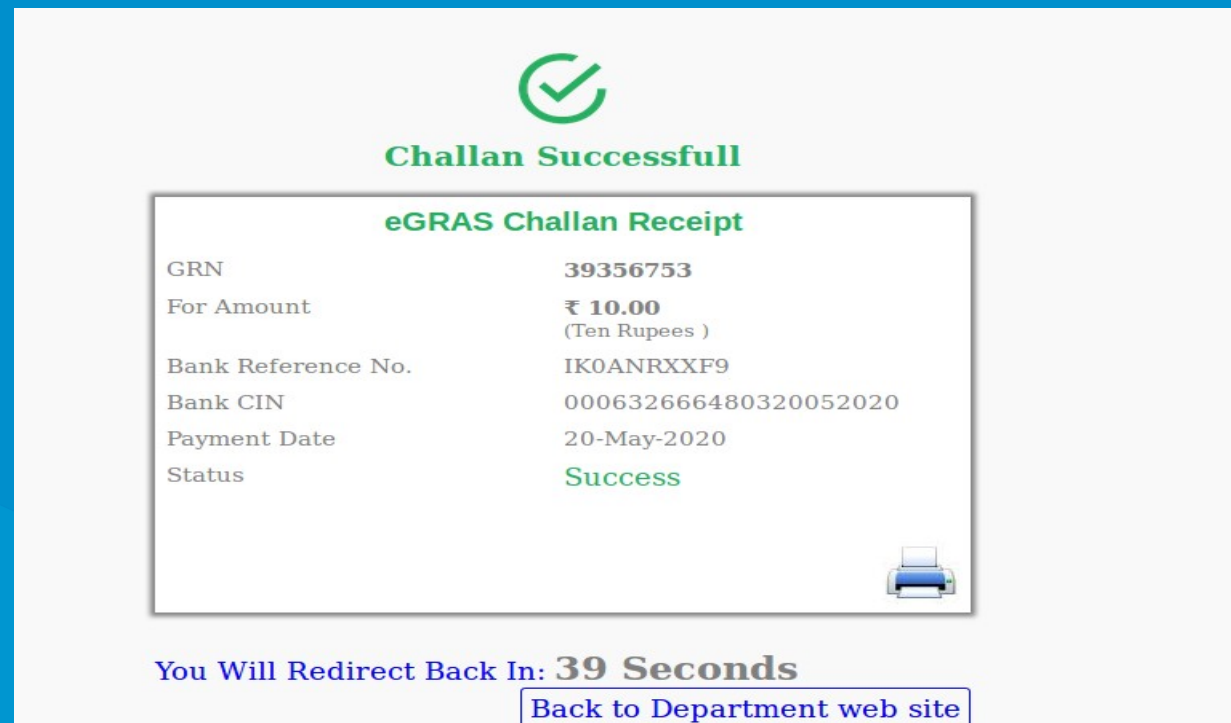 Challan Successfull
eGRAS Challan Receipt
GRN 39356753
For Amount ₹ 10.00
(Ten Rupees )
Bank Reference No. IK0ANRXXF9
Bank CIN 000632666480320052020
Payment Date 20-May-2020
Status Success
You Will Redirect Back In: 39 Seconds
Back to Department web site